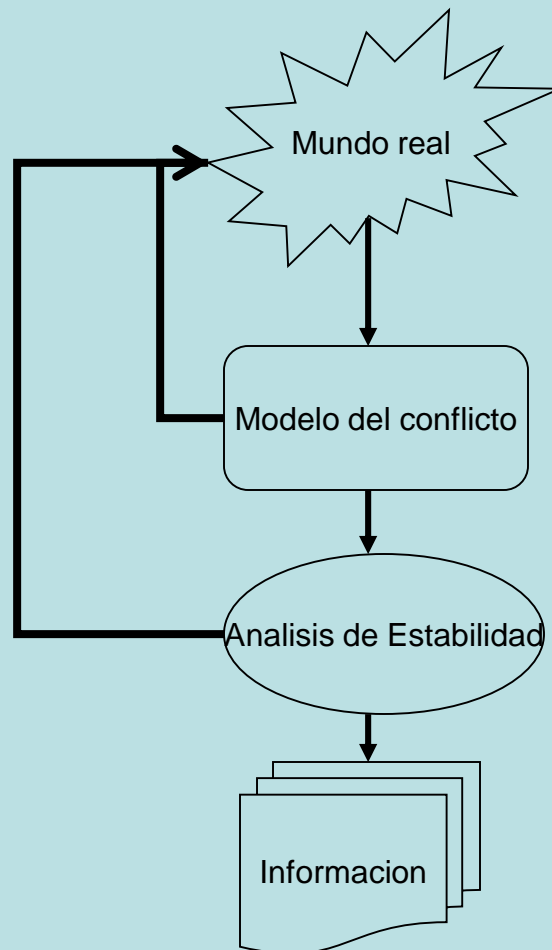 Mundo real
Modelo del conflicto
Analisis de Estabilidad
Informacion